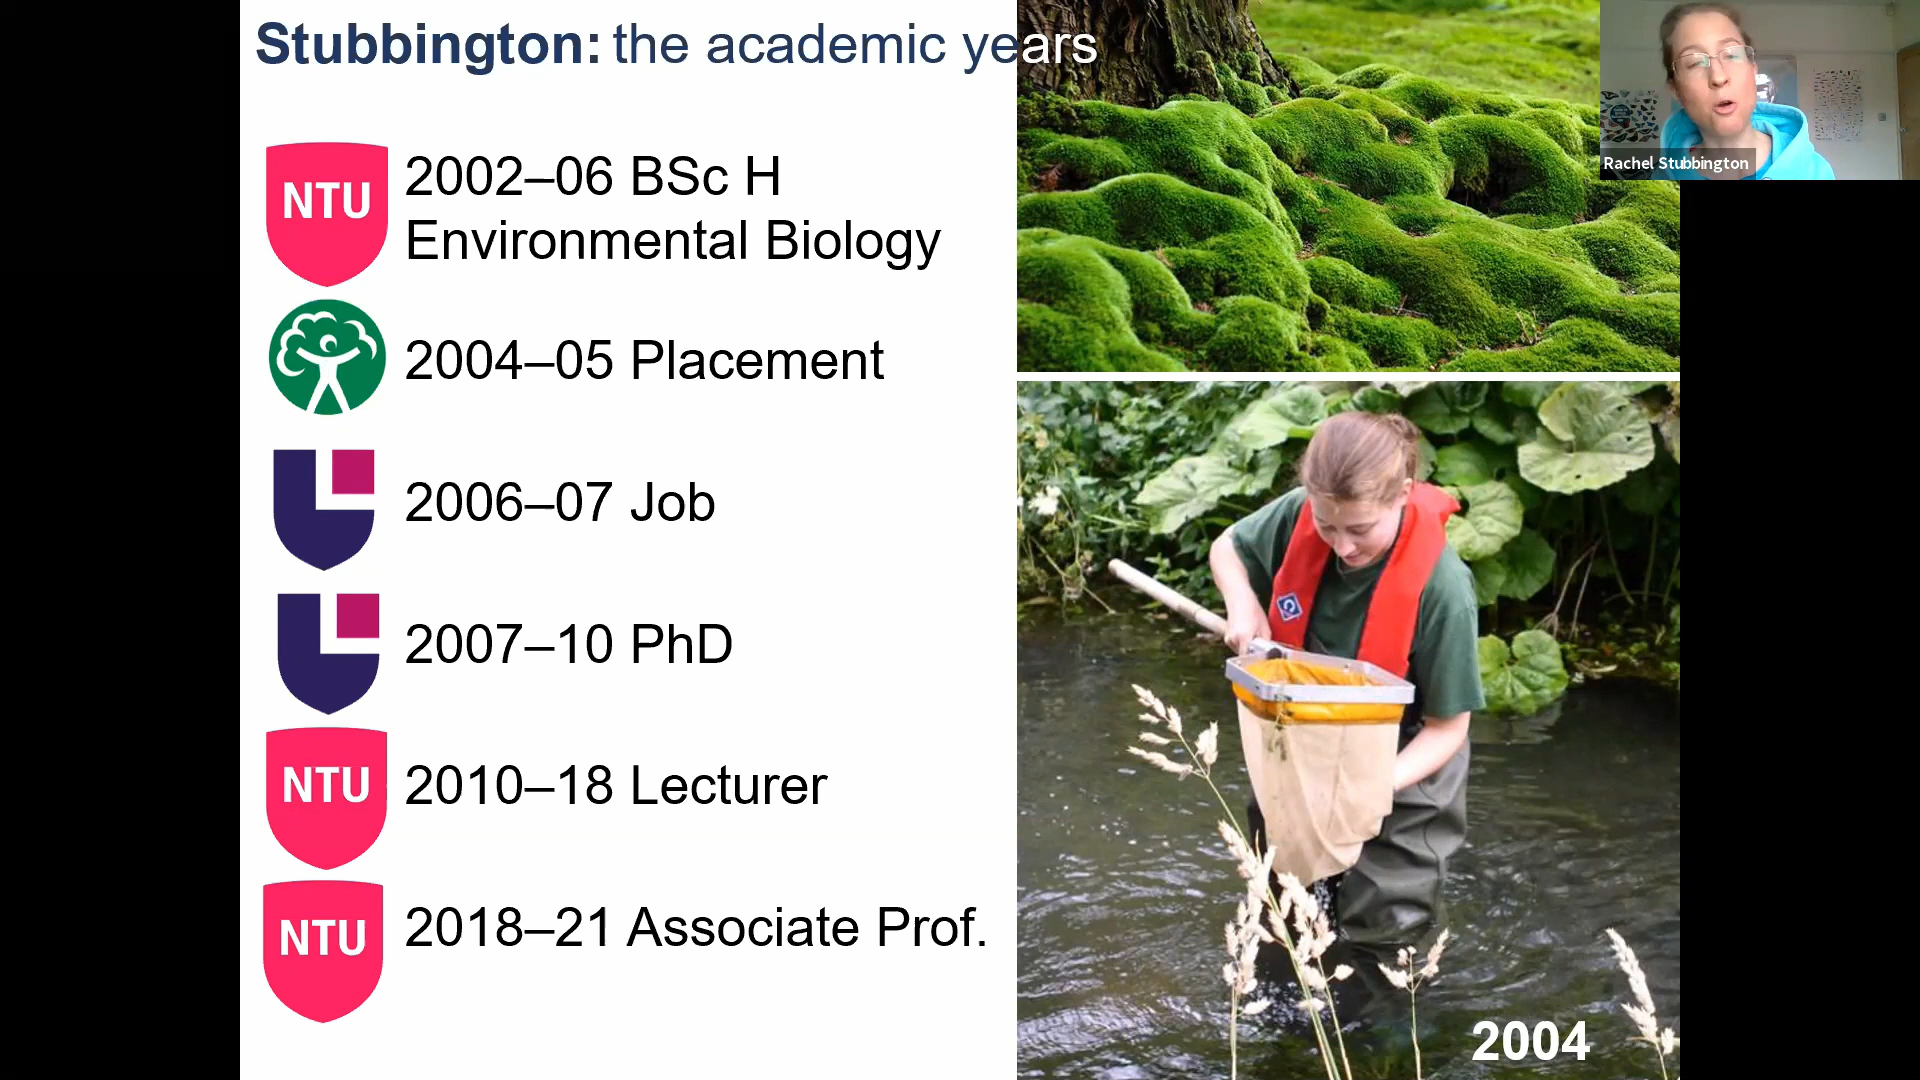 Stubbington: the academic years
Rachel Stubbington
NTU
2002–06 BSc H
Environmental Biology
2004–05 Placement
2006–07 Job
2007–10 PhD
NTU
2010–18 Lecturer
NTU
2018–21 Associate Prof.
2004